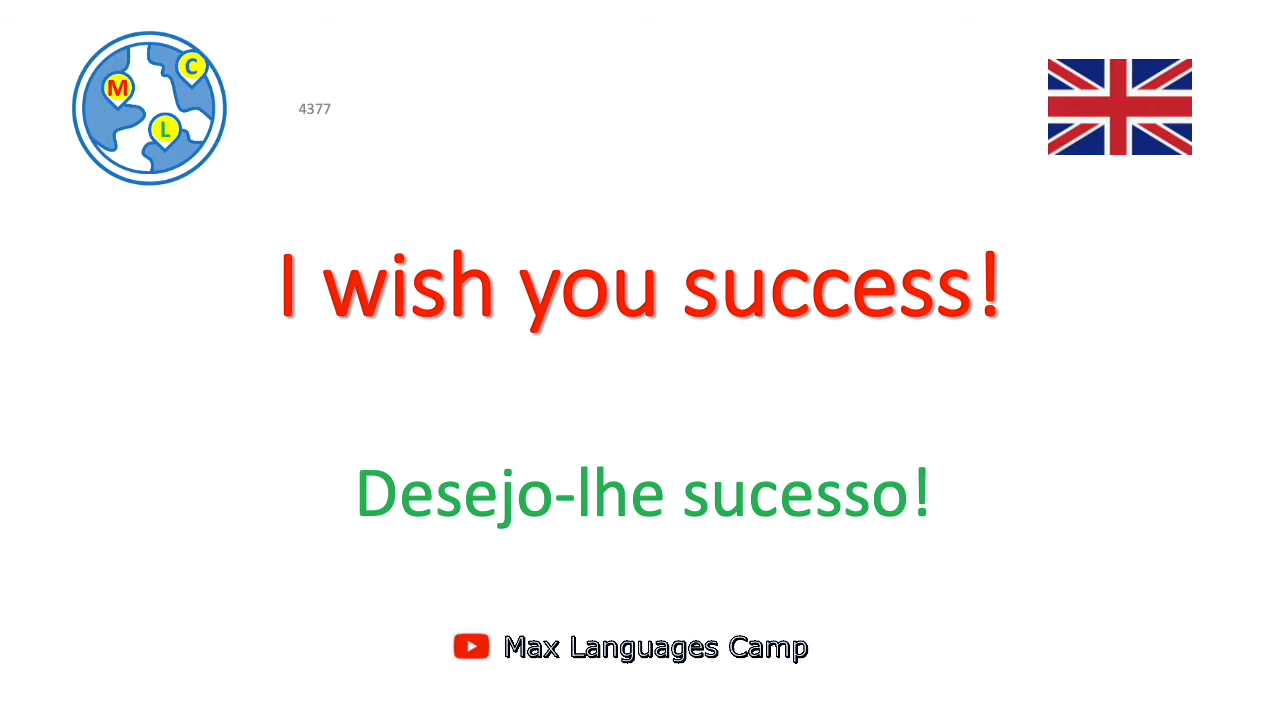 M
C
L
4377
I wish you success!
Desejo-lhe sucesso!
Max Languages Camp